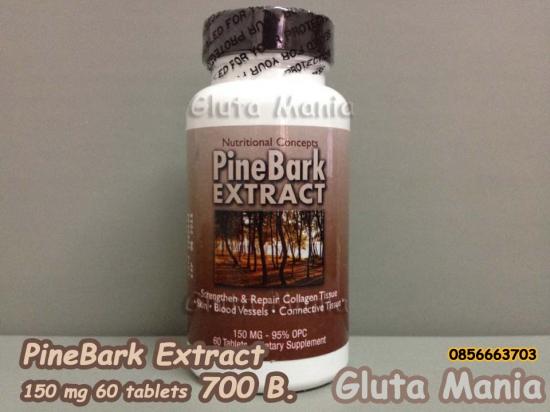 Gluta Mania
Nutritional Concepts
PineBark
EXTRACT
Strengthen & Repair Collagen Tissue
• Skin • Blood Vessels • Connective Tissue •
150 MG - 95% OPC
60 Tablets Dietary Supplement
PineBark Extract
150 mg 60 tablets 700 B.
0856663703
Gluta Mania